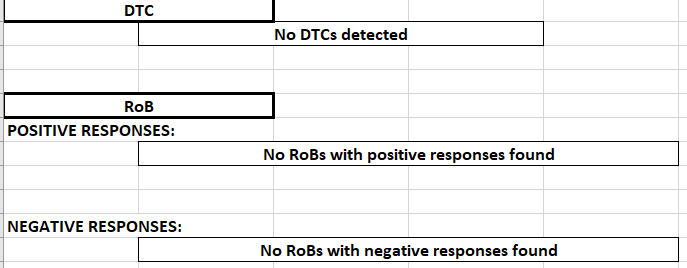 DTC
No DTCs detected
RoB
POSITIVE RESPONSES:
No RoBs with positive responses found
NEGATIVE RESPONSES:
No RoBs with negative responses found